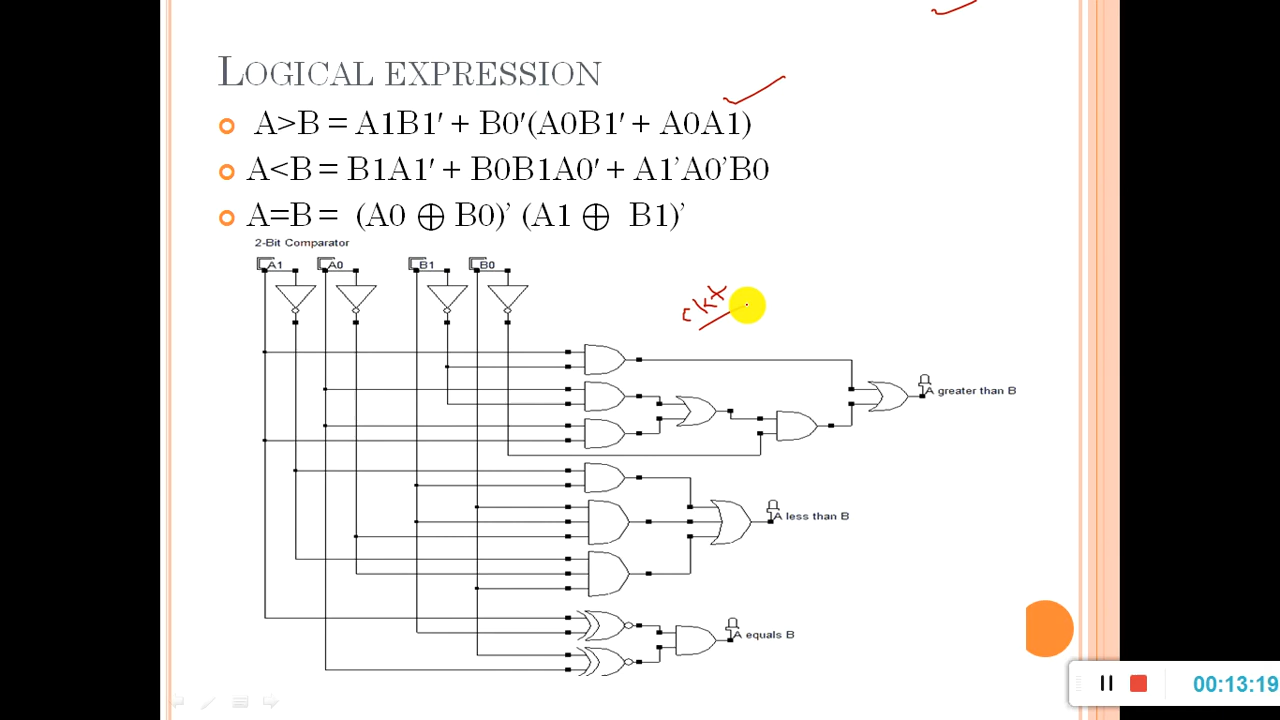 LOGICAL EXPRESSION
A>B = A1B1′ + B0′(A0B1′ + A0A1)
A<B = B1A1′ + B0B1A0′ + A1’A0’B0
A=B = (A0 ⊕ B0)’ (A1 ⊕ B1)’
2-Bit Comparator
A1 A0 B1 B0
ckt
A greater than B
A less than B
A equals B
00:13:19